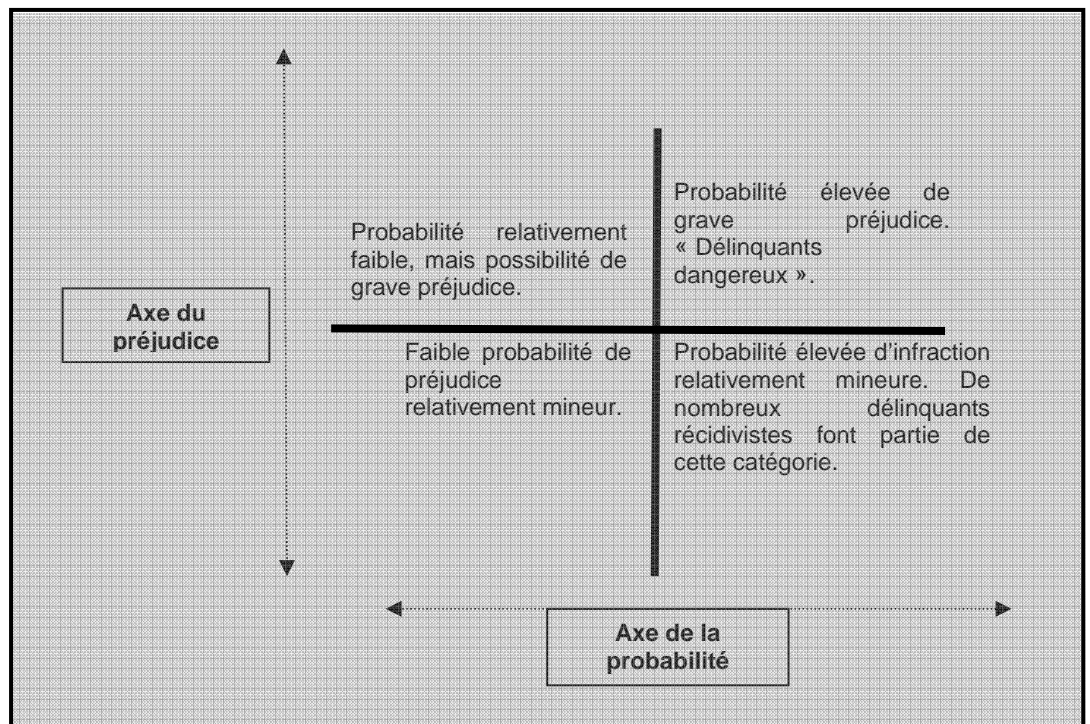 Probabilité élevée de
grave préjudice.
« Délinquants
dangereux ».
Probabilité relativement
faible, mais possibilité de
grave préjudice.
Axe du
préjudice
Faible probabilité de
préjudice
relativement mineur.
Probabilité élevée d'infraction
relativement mineure. De
nombreux délinquants
récidivistes font partie de
cette catégorie.
Axe de la
probabilité